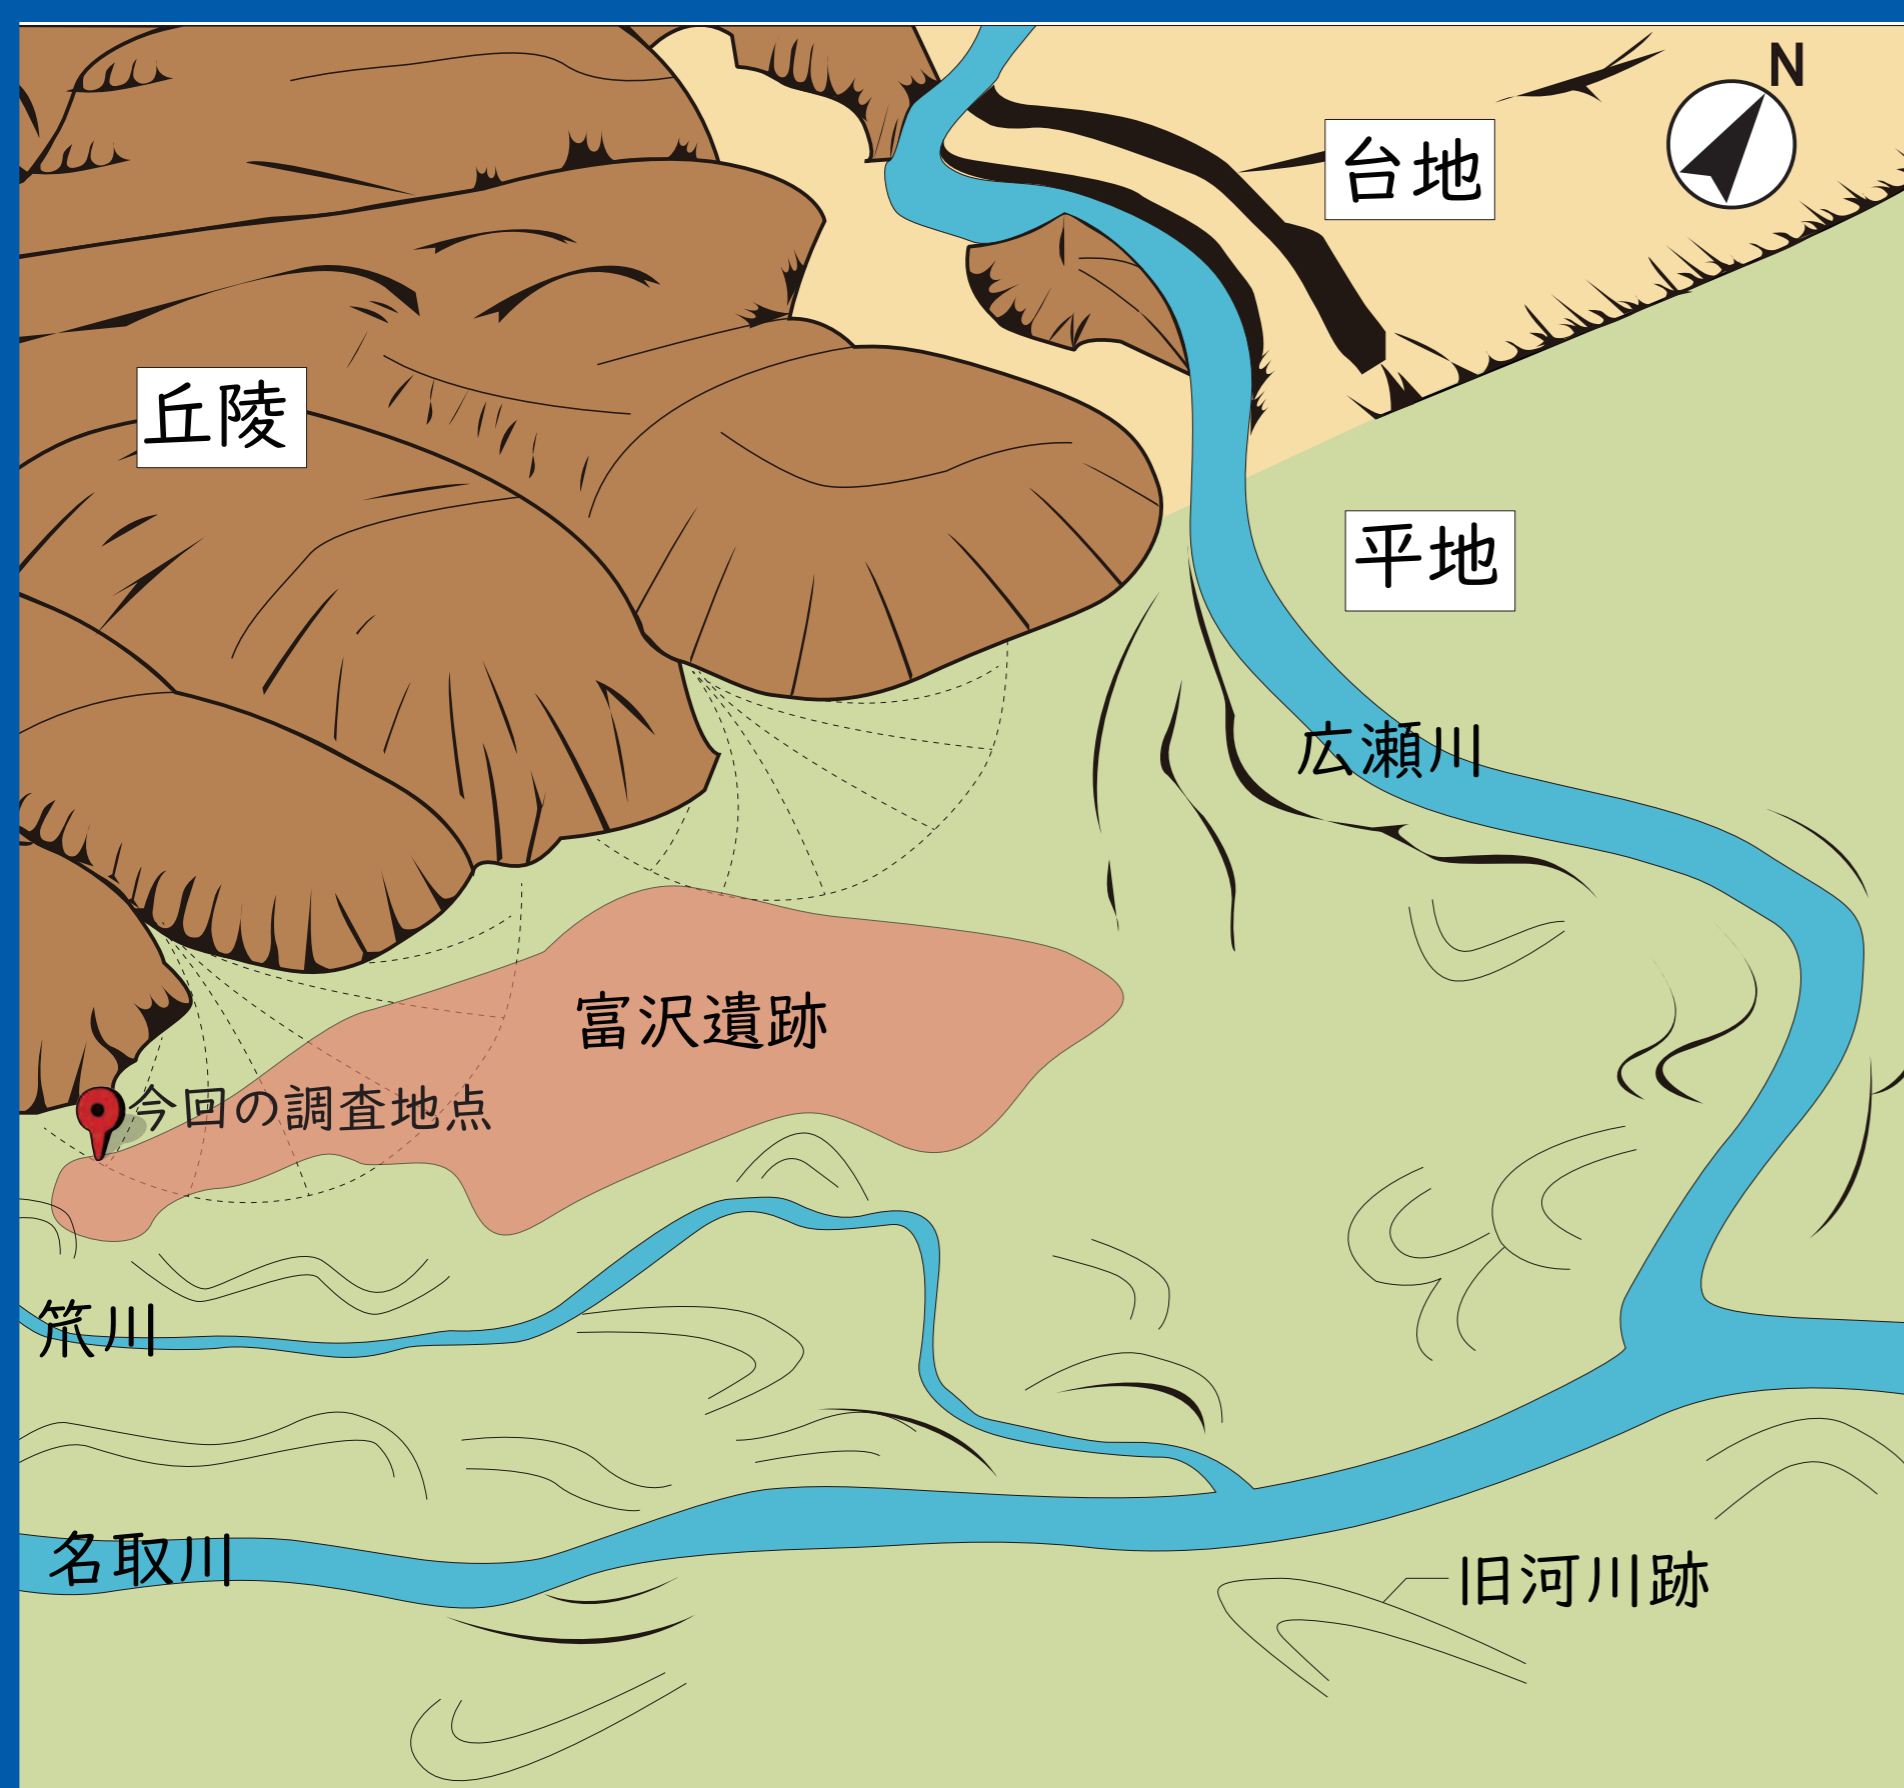 N
台地
丘陵
平地
広瀬川
富沢遺跡
今回の調査地点
笊川
名取川
旧河川跡